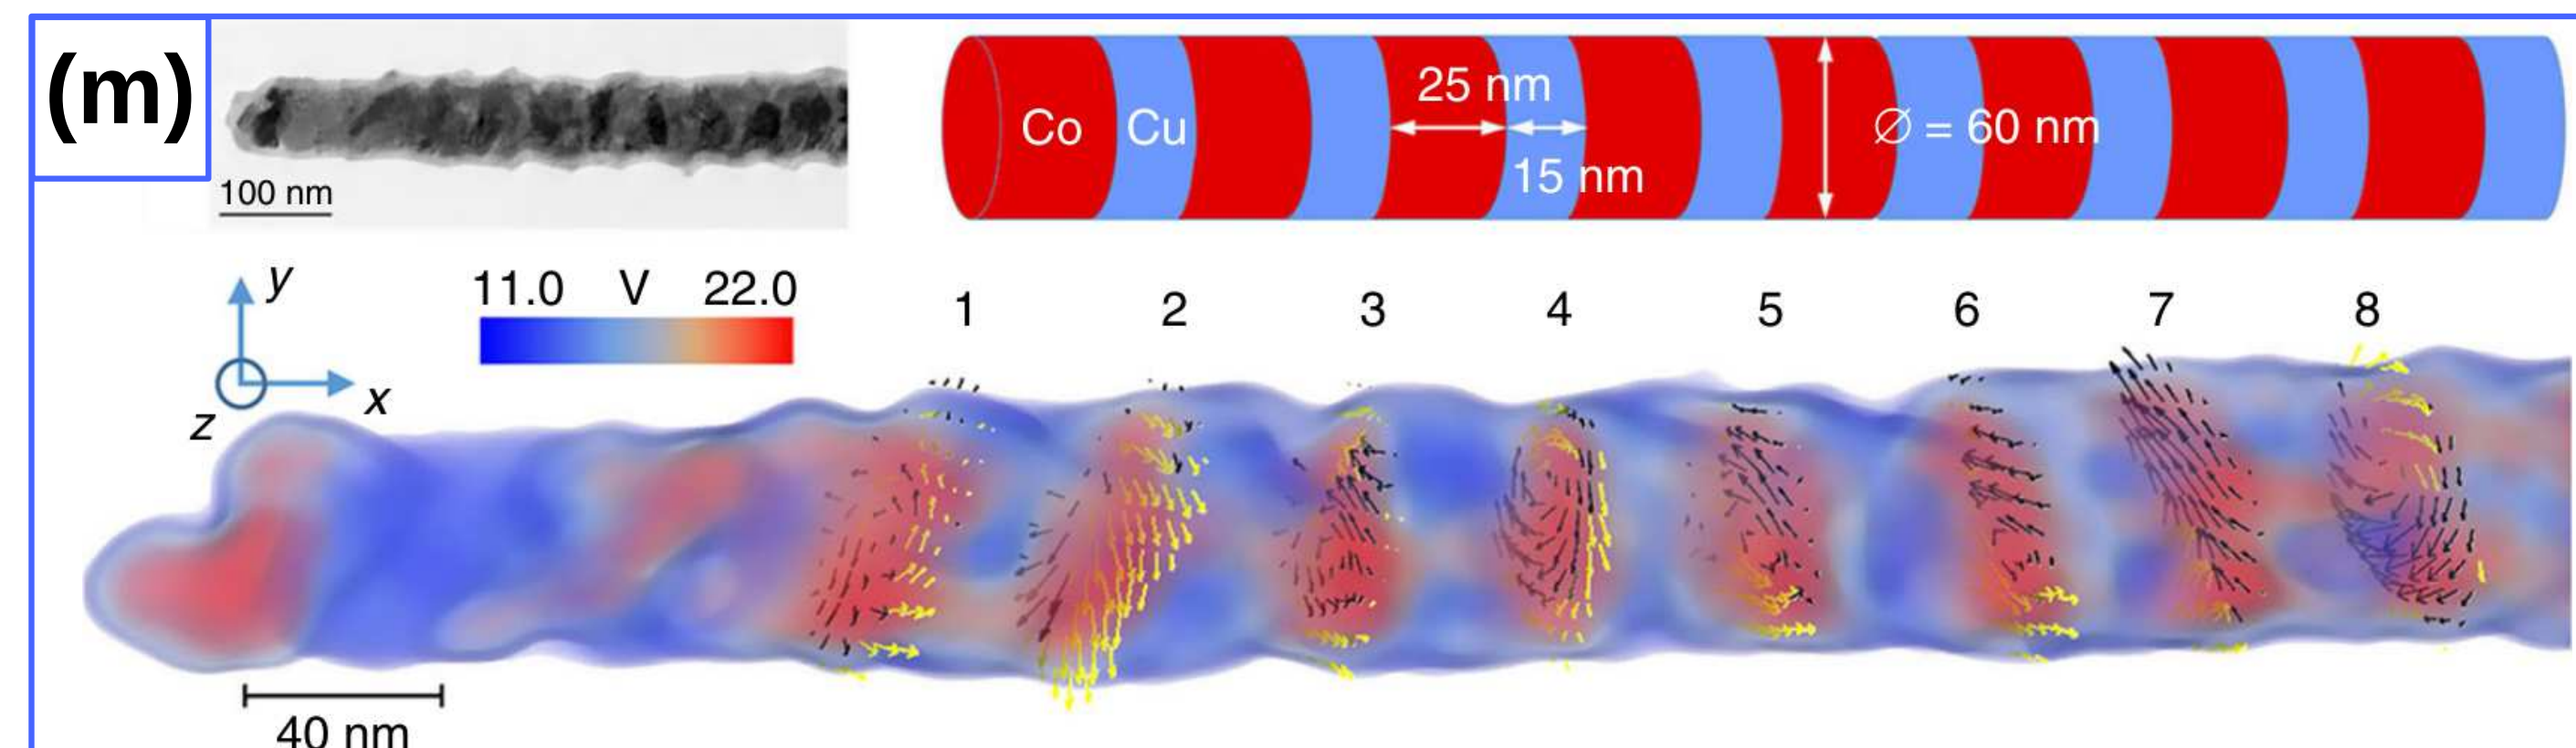 (m)
100 nm
Co
Cu
25 nm
15 nm
∅ = 60 nm
y
x
z
11.0 V 22.0
1 2 3 4 5 6 7 8
40 nm